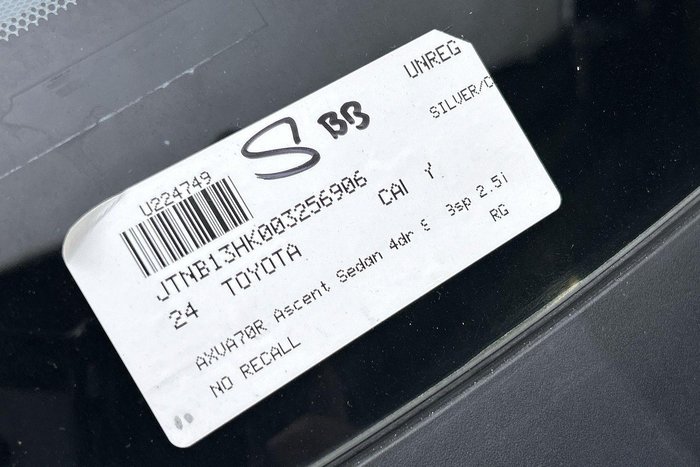 UNREG
SILVER/C
S BB
U224749
JTNB13HK003256906
24 TOYOTA CAI Y
AXVA70R Ascent Sedan 4dr S 3sp 2.5i
RG
NO RECALL